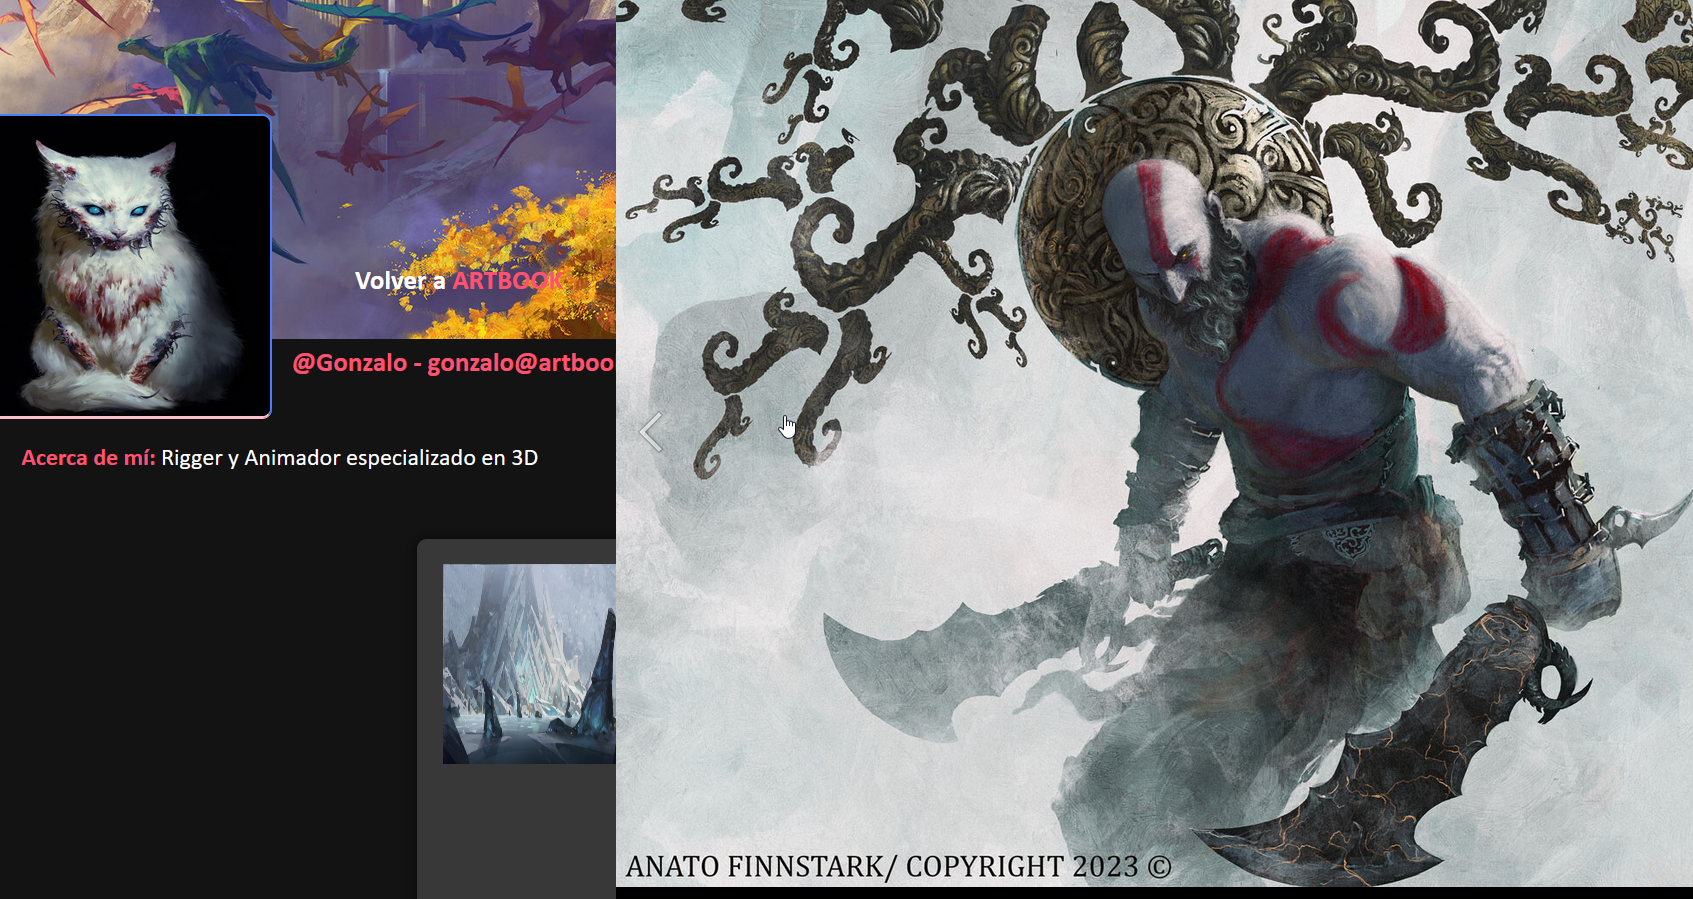 Volver a ARTBOOK
@Gonzalo - gonzalo@artboo
Acerca de mí: Rigger y Animador especializado en 3D
ANATO FINNSTARK/ COPYRIGHT 2023 ©